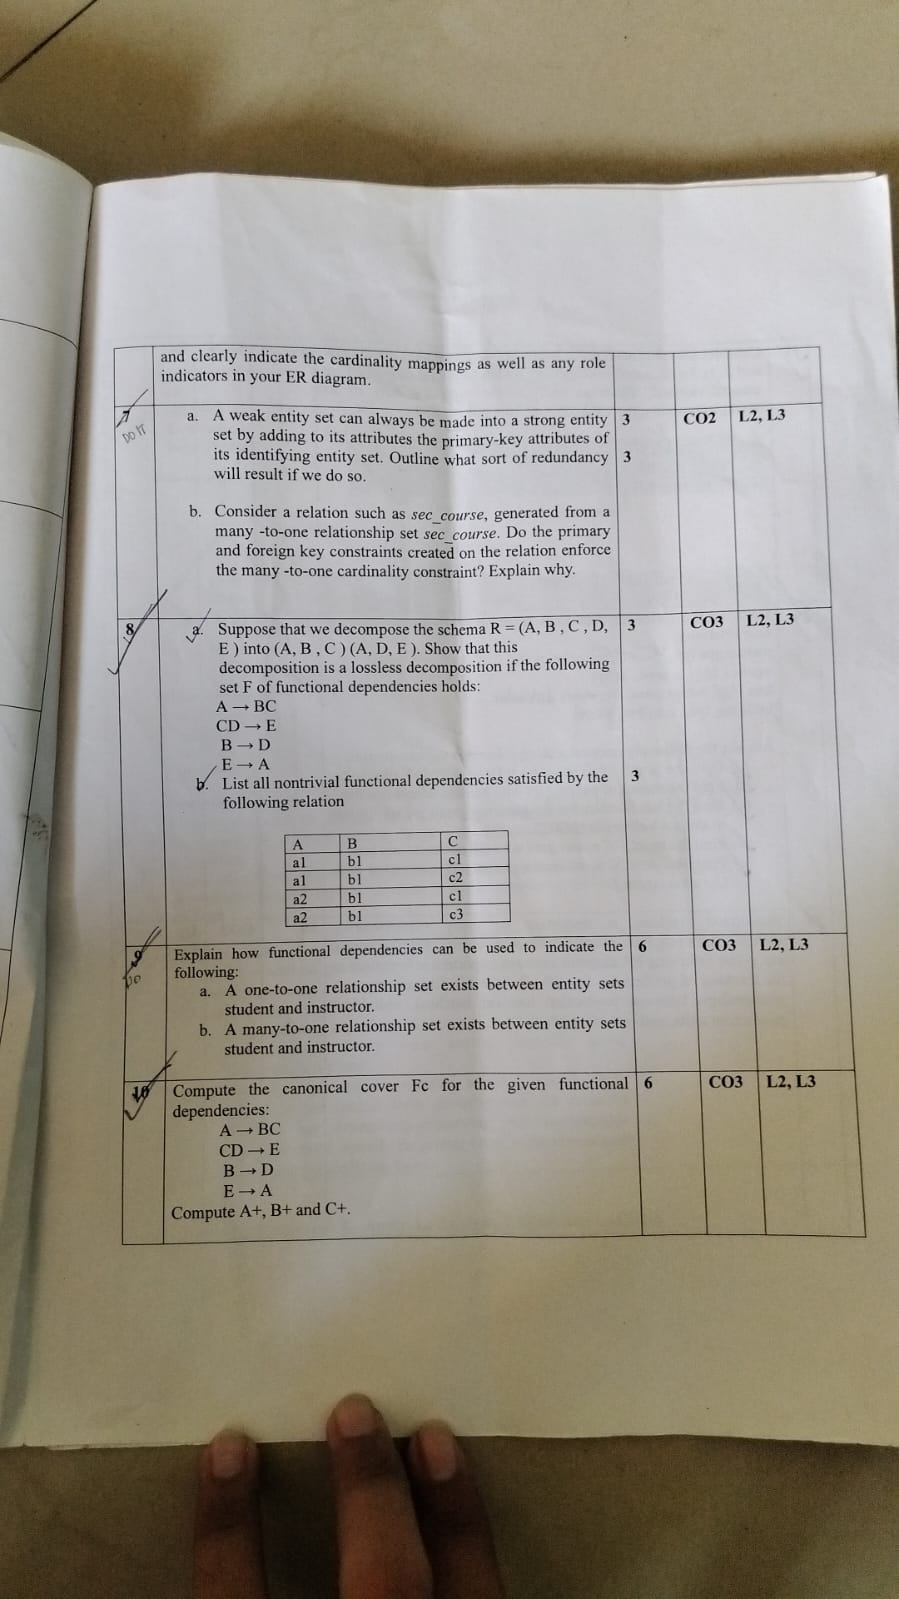 and clearly indicate the cardinality mappings as well as any role
indicators in your ER diagram.
7
DO IT
a. A weak entity set can always be made into a strong entity 3 CO2 L2, L3
set by adding to its attributes the primary-key attributes of
its identifying entity set. Outline what sort of redundancy 3
will result if we do so.
b. Consider a relation such as sec_course, generated from a
many -to-one relationship set sec_course. Do the primary
and foreign key constraints created on the relation enforce
the many -to-one cardinality constraint? Explain why.
8 a. Suppose that we decompose the schema R = (A, B , C , D, 3 CO3 L2, L3
E ) into (A, B , C ) (A, D, E ). Show that this
decomposition is a lossless decomposition if the following
set F of functional dependencies holds:
A → BC
CD → E
B → D
E → A
b. List all nontrivial functional dependencies satisfied by the 3
following relation
A B C
a1 b1 c1
a1 b1 c2
a2 b1 c1
a2 b1 c3
9 Explain how functional dependencies can be used to indicate the 6 CO3 L2, L3
following:
a. A one-to-one relationship set exists between entity sets
student and instructor.
b. A many-to-one relationship set exists between entity sets
student and instructor.
10 Compute the canonical cover Fc for the given functional 6 CO3 L2, L3
dependencies:
A → BC
CD → E
B → D
E → A
Compute A+, B+ and C+.